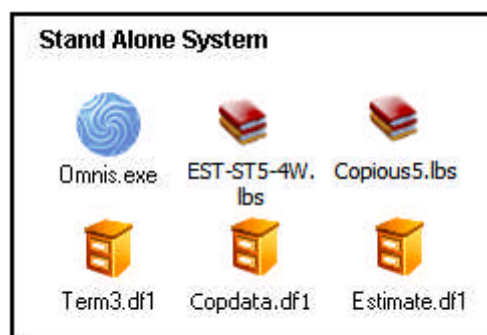 Stand Alone System
Omnis.exe
EST-ST5-4W.
lbs
Copious5.lbs
Term3.df1
Copdata.df1
Estimate.df1